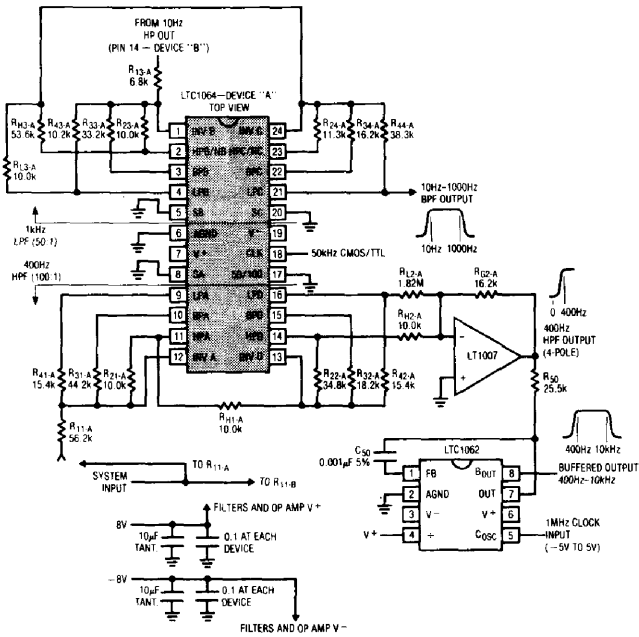 FROM 10Hz
HP OUT
(PIN 14 – DEVICE "B")
R13-A
6.8k
LTC1064–DEVICE "A"
TOP VIEW
RH3-A
53.6k
R43-A
10.2k
R33-A
33.2k
R23-A
10.0k
RL3-A
10.0k
R24-A
11.3k
R34-A
16.2k
R44-A
38.3k
1 INV B
INV C 24
2 HPB/NB
HPC/NC 23
3 BPB
BPC 22
4 LPB
LPC 21
5 SB
SC 20
6 AGND
V– 19
7 V+
CLK 18
8 SA
50/100 17
9 LPA
LPD 16
10 BPA
BPD 15
11 HPA
HPD 14
12 INV A
INV D 13
10Hz-1000Hz
BPF OUTPUT
10Hz 1000Hz
1kHz
LPF (50:1)
400Hz
HPF (100:1)
50kHz CMOS/TTL
RL2-A
1.82M
RG2-A
16.2k
RH2-A
10.0k
0 400Hz
400Hz
HPF OUTPUT
(4-POLE)
LT1007
–
+
R41-A
15.4k
R31-A
44.2k
R21-A
10.0k
R22-A
34.8k
R32-A
18.2k
R42-A
15.4k
R50
25.5k
R11-A
56.2k
RH1-A
10.0k
TO R11-A
SYSTEM
INPUT
TO R11-B
C50
0.001µF 5%
LTC1062
400Hz 10kHz
1 FB
BOUT 8
BUFFERED OUTPUT
400Hz–10kHz
2 AGND
OUT 7
3 V–
V+ 6
V+ 4 ÷
COSC 5
1MHz CLOCK
INPUT
(–5V TO 5V)
FILTERS AND OP AMP V+
8V
10µF
TANT.
0.1 AT EACH
DEVICE
–8V
10µF
TANT.
0.1 AT EACH
DEVICE
FILTERS AND OP AMP V–